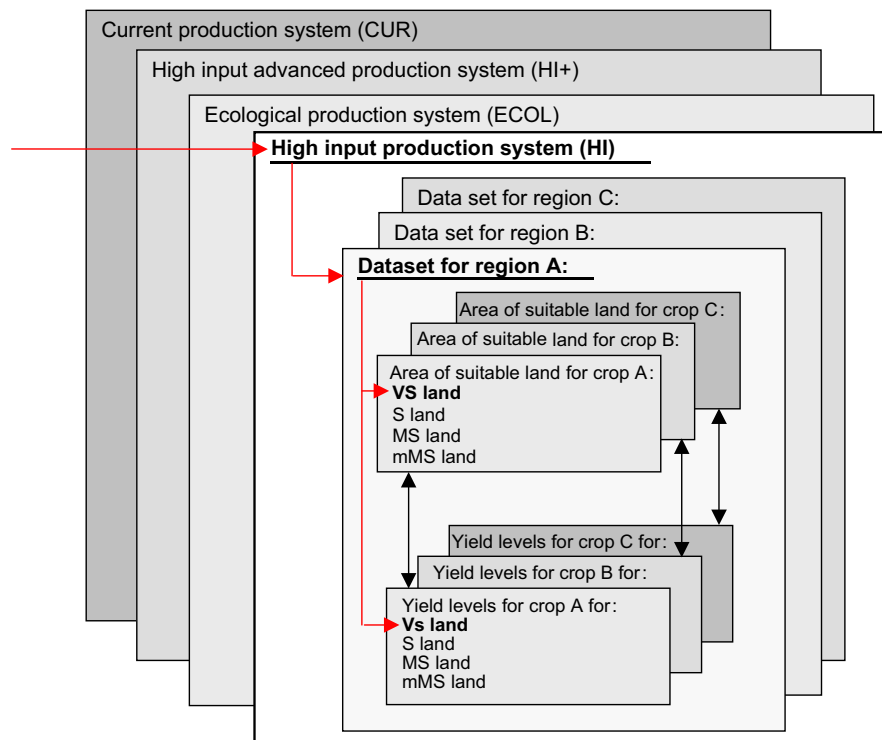 Current production system (CUR)
High input advanced production system (HI+)
Ecological production system (ECOL)
High input production system (HI)
Data set for region C:
Data set for region B:
Dataset for region A:
Area of suitable land for crop C:
Area of suitable land for crop B:
Area of suitable land for crop A:
VS land
S land
MS land
mMS land
Yield levels for crop C for:
Yield levels for crop B for:
Yield levels for crop A for:
Vs land
S land
MS land
mMS land